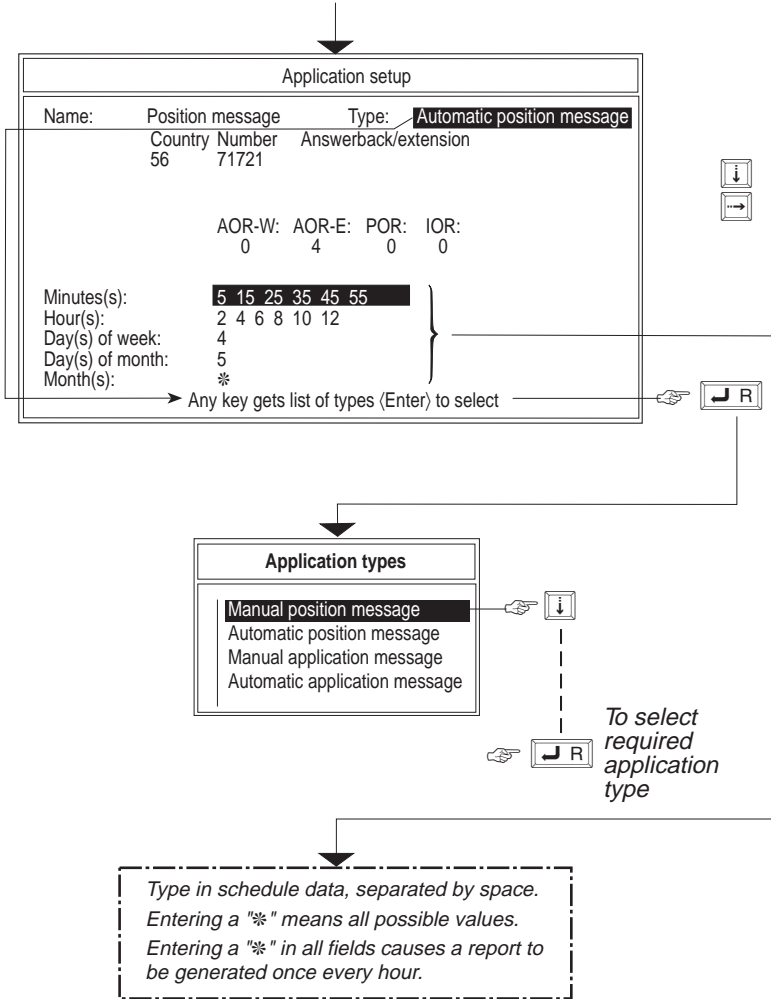 Application setup
Name: Position message Type: Automatic position message
Country Number Answerback/extension
56 71721
AOR-W: AOR-E: POR: IOR:
0 4 0 0
Minutes(s): 5 15 25 35 45 55
Hour(s): 2 4 6 8 10 12
Day(s) of week: 4
Day(s) of month: 5
Month(s): ❊
Any key gets list of types ⟨Enter⟩ to select
R
Application types
Manual position message
Automatic position message
Manual application message
Automatic application message
R
To select
required
application
type
Type in schedule data, separated by space.
Entering a "❊" means all possible values.
Entering a "❊" in all fields causes a report to
be generated once every hour.